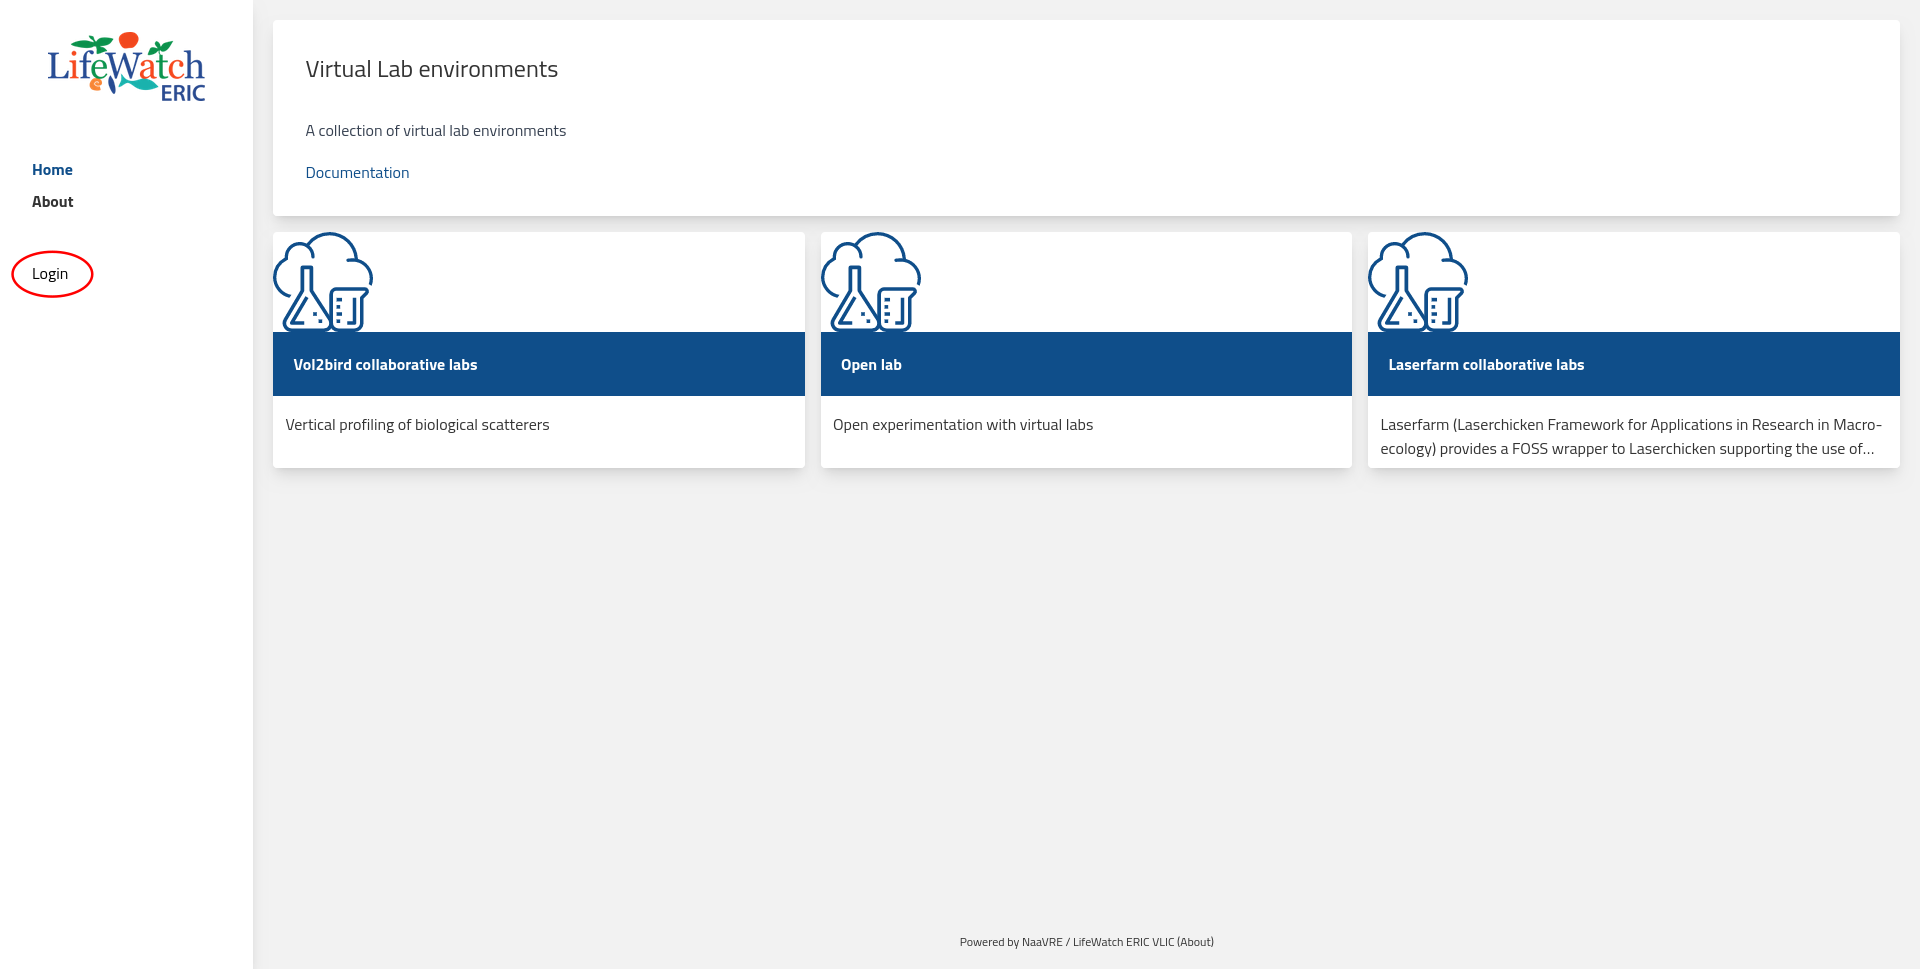 LifeWatch
ERIC
Home
About
Login
Virtual Lab environments
A collection of virtual lab environments
Documentation
Vol2bird collaborative labs
Vertical profiling of biological scatterers
Open lab
Open experimentation with virtual labs
Laserfarm collaborative labs
Laserfarm (Laserchicken Framework for Applications in Research in Macro-
ecology) provides a FOSS wrapper to Laserchicken supporting the use of...
Powered by NaaVRE / LifeWatch ERIC VLIC (About)